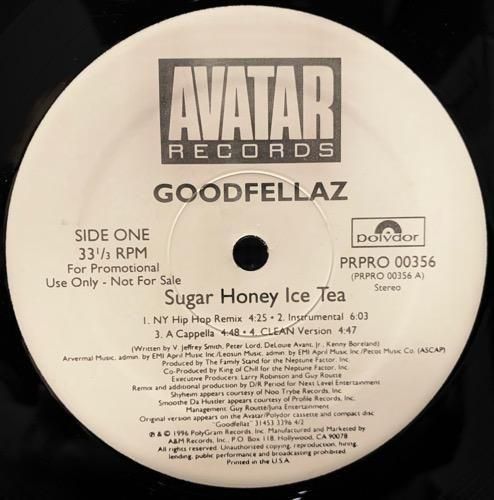 AVATAR
RECORDS
GOODFELLAZ
SIDE ONE
33 1/3 RPM
For Promotional
Use Only - Not For Sale
polydor
PRPRO 00356
(PRPRO 00356 A)
Stereo
Sugar Honey Ice Tea
1. NY Hip Hop Remix 4:25 • 2. Instrumental 6:03
3. A Cappella 4:48 • 4. CLEAN Version 4:47
(Written by V. Jeffrey Smith, Peter Lord, DeLouie Avant, Jr., Kenny Boreland)
Arvermal Music, admin. by EMI April Music Inc./Leosun Music, admin. by EMI April Music Inc./Petot Music Co. (ASCAP)
Produced by The Family Stand for the Neptune Factor, Inc.
Co-Produced by King of Chill for the Neptune Factor, Inc.
Executive Producers: Larry Robinson and Guy Routté
Remix and additional production by D/R Period for Next Level Entertainment
Shyheim appears courtesy of Noo Trybe Records, Inc.
Smoothe Da Hustler appears courtesy of Profile Records, Inc.
Management: Guy Routté/Juna Entertainment
Original version appears on the Avatar/Polydor cassette and compact disc
"Goodfellaz" 31453 3396 4/2
℗ & © 1996 PolyGram Records, Inc. Manufactured and Marketed by
A&M Records, Inc., P.O. Box 118, Hollywood, CA 90078
All rights reserved. Unauthorized copying, reproduction, hiring,
lending, public performance and broadcasting prohibited.
Printed in the U.S.A.